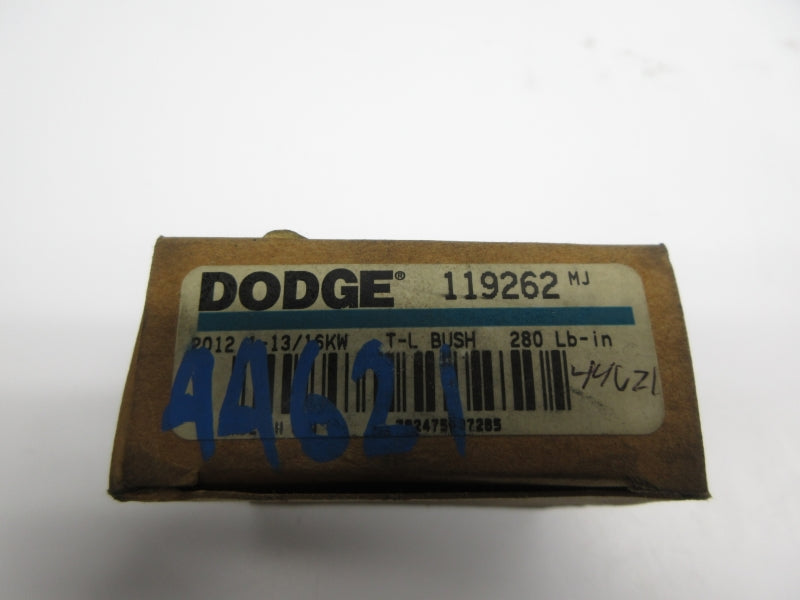 DODGE® 119262 MJ
2012 1-13/16KW T-L BUSH 280 Lb-in
44621
44621